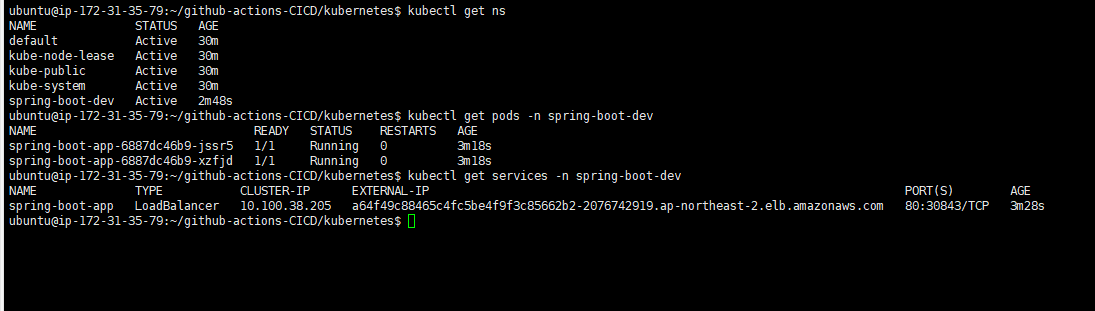 ubuntu@ip-172-31-35-79:~/github-actions-CICD/kubernetes$ kubectl get ns
NAME              STATUS   AGE
default           Active   30m
kube-node-lease   Active   30m
kube-public       Active   30m
kube-system       Active   30m
spring-boot-dev   Active   2m48s
ubuntu@ip-172-31-35-79:~/github-actions-CICD/kubernetes$ kubectl get pods -n spring-boot-dev
NAME                               READY   STATUS    RESTARTS   AGE
spring-boot-app-6887dc46b9-jssr5   1/1     Running   0          3m18s
spring-boot-app-6887dc46b9-xzfjd   1/1     Running   0          3m18s
ubuntu@ip-172-31-35-79:~/github-actions-CICD/kubernetes$ kubectl get services -n spring-boot-dev
NAME              TYPE           CLUSTER-IP      EXTERNAL-IP                                                                    PORT(S)        AGE
spring-boot-app   LoadBalancer   10.100.38.205   a64f49c88465c4fc5be4f9f3c85662b2-2076742919.ap-northeast-2.elb.amazonaws.com   80:30843/TCP   3m28s
ubuntu@ip-172-31-35-79:~/github-actions-CICD/kubernetes$